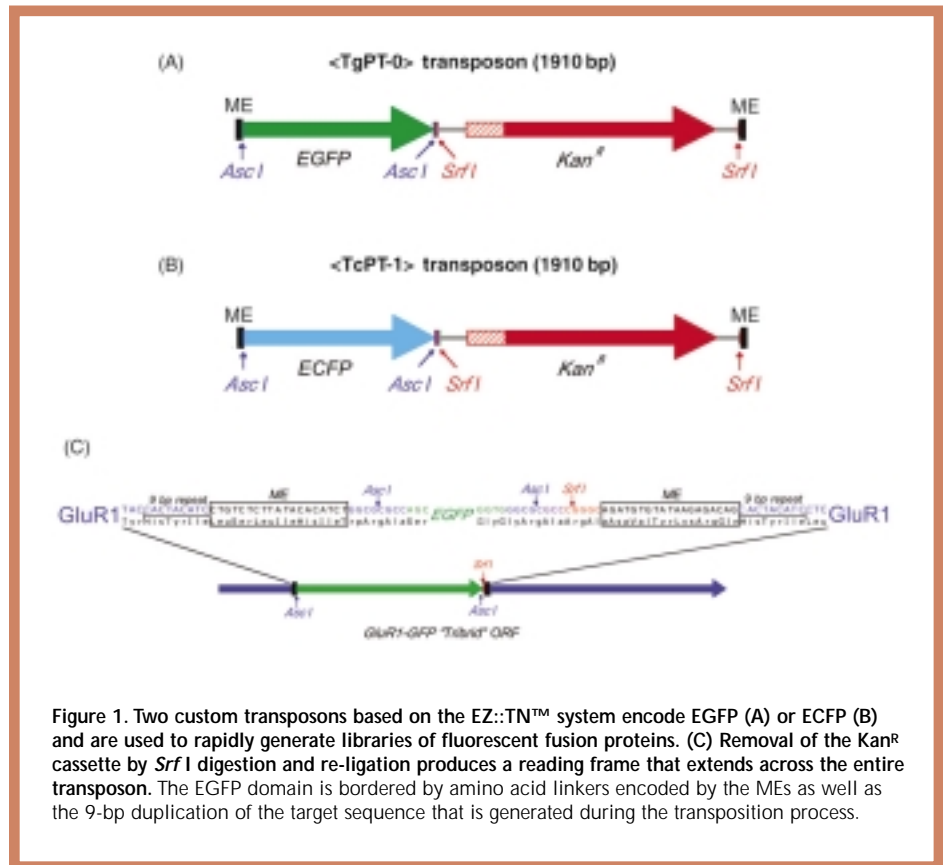 (A)
<TgPT-0> transposon (1910 bp)
ME
ME
EGFP
Kan R
Asc I
Asc I
Srf I
Srf I
(B)
<TcPT-1> transposon (1910 bp)
ME
ME
ECFP
Kan R
Asc I
Asc I
Srf I
Srf I
(C)
9 bp repeat
ME
Asc I
Asc I
Srf I
ME
9 bp repeat
GluR1
EGFP
GluR1
Srf I
Asc I
Asc I
GluR1-GFP "Tribrid" ORF
Figure 1. Two custom transposons based on the EZ::TN™ system encode EGFP (A) or ECFP (B)
and are used to rapidly generate libraries of fluorescent fusion proteins. (C) Removal of the KanR
cassette by Srf I digestion and re-ligation produces a reading frame that extends across the entire
transposon. The EGFP domain is bordered by amino acid linkers encoded by the MEs as well as
the 9-bp duplication of the target sequence that is generated during the transposition process.